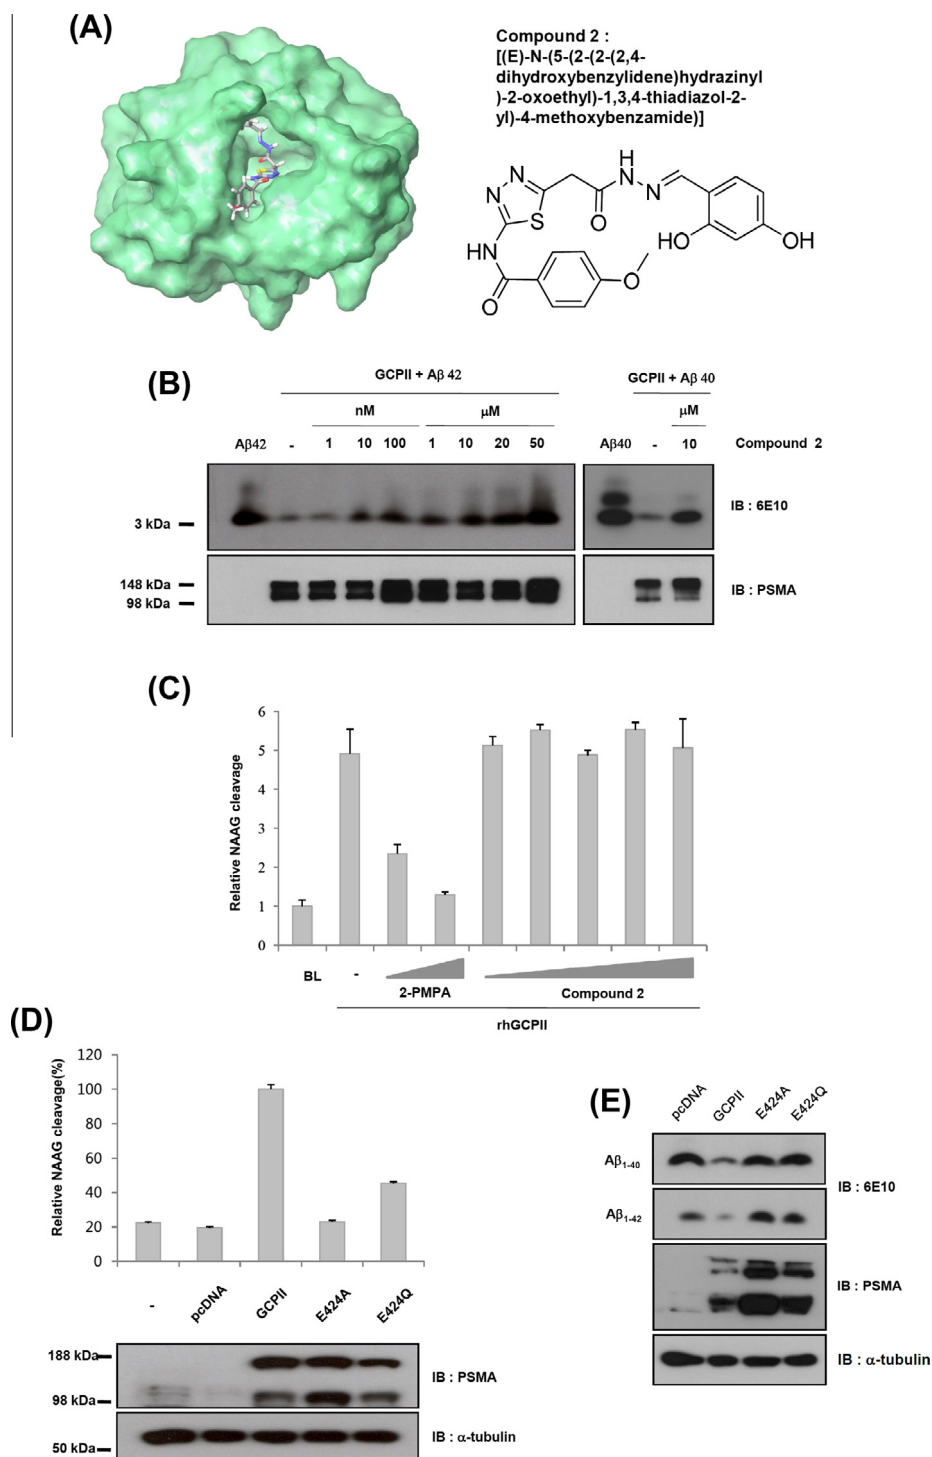 (A)
Compound 2 :
[(E)-N-(5-(2-(2-(2,4-
dihydroxybenzylidene)hydrazinyl
)-2-oxoethyl)-1,3,4-thiadiazol-2-
yl)-4-methoxybenzamide)]
H
N
N
N
N
S
O
HO
OH
HN
O
O
(B)
GCPII + Aβ 42
GCPII + Aβ 40
nM
μM
μM
Aβ42 - 1 10 100 1 10 20 50 Aβ40 - 10 Compound 2
3 kDa
IB : 6E10
148 kDa
98 kDa
IB : PSMA
(C)
Relative NAAG cleavage
6
5
4
3
2
1
0
BL - 2-PMPA Compound 2
rhGCPII
(D)
Relative NAAG cleavage(%)
120
100
80
60
40
20
0
- pcDNA GCPII E424A E424Q
188 kDa
98 kDa
IB : PSMA
50 kDa
IB : α-tubulin
(E)
pcDNA GCPII E424A E424Q
Aβ1-40
Aβ1-42
IB : 6E10
IB : PSMA
IB : α-tubulin